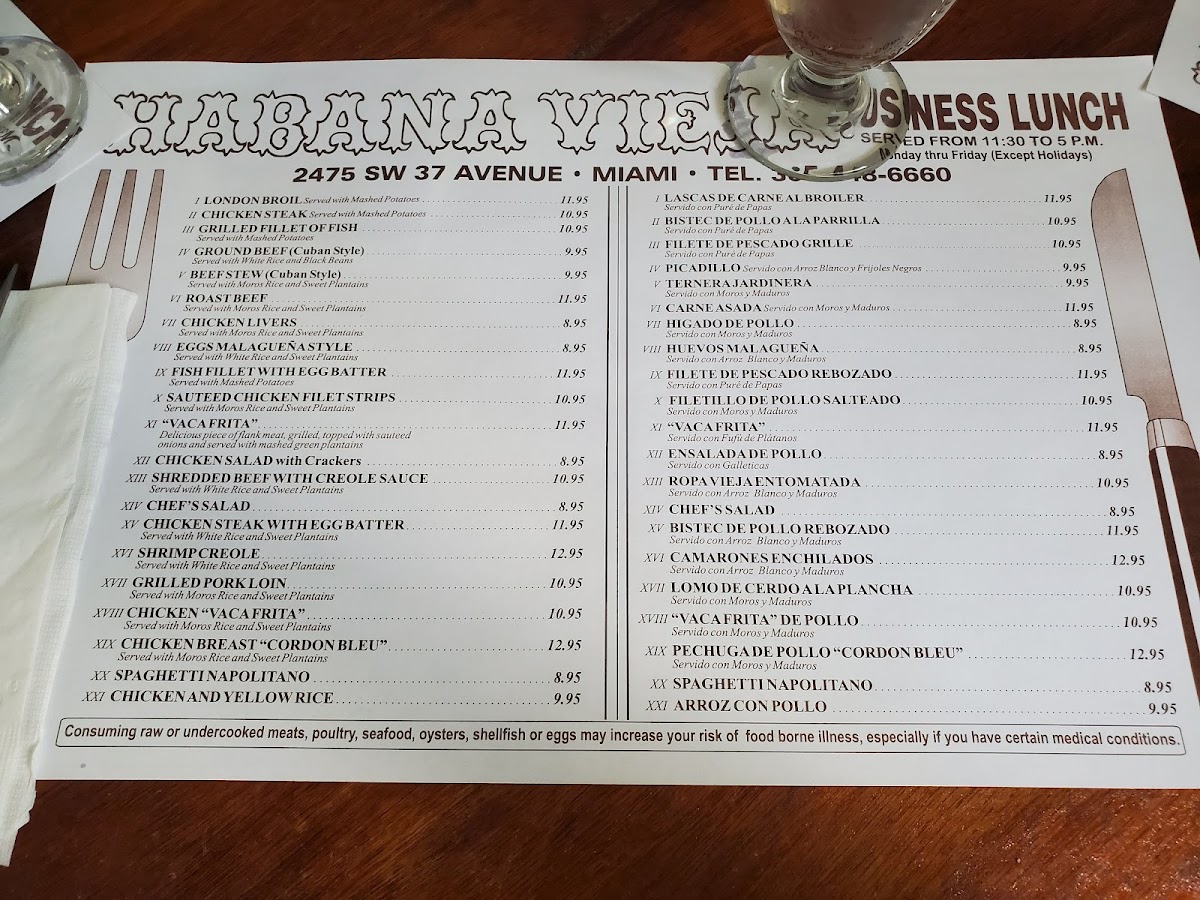 HABANA VIEJA
BUSINESS LUNCH
SERVED FROM 11:30 TO 5 P.M.
Monday thru Friday (Except Holidays)
2475 SW 37 AVENUE • MIAMI • TEL. 305-448-6660
I LONDON BROIL Served with Mashed Potatoes 11.95
II CHICKEN STEAK Served with Mashed Potatoes 10.95
III GRILLED FILLET OF FISH 10.95
Served with Mashed Potatoes
IV GROUND BEEF (Cuban Style) 9.95
Served with White Rice and Black Beans
V BEEF STEW (Cuban Style) 9.95
Served with Moros Rice and Sweet Plantains
VI ROAST BEEF 11.95
Served with Moros Rice and Sweet Plantains
VII CHICKEN LIVERS 8.95
Served with Moros Rice and Sweet Plantains
VIII EGGS MALAGUEÑA STYLE 8.95
Served with White Rice and Sweet Plantains
IX FISH FILLET WITH EGG BATTER 11.95
Served with Mashed Potatoes
X SAUTEED CHICKEN FILET STRIPS 10.95
Served with Moros Rice and Sweet Plantains
XI “VACA FRITA” 11.95
Delicious piece of flank meat, grilled, topped with sauteed
onions and served with mashed green plantains
XII CHICKEN SALAD with Crackers 8.95
XIII SHREDDED BEEF WITH CREOLE SAUCE 10.95
Served with White Rice and Sweet Plantains
XIV CHEF'S SALAD 8.95
XV CHICKEN STEAK WITH EGG BATTER 11.95
Served with White Rice and Sweet Plantains
XVI SHRIMP CREOLE 12.95
Served with White Rice and Sweet Plantains
XVII GRILLED PORK LOIN 10.95
Served with Moros Rice and Sweet Plantains
XVIII CHICKEN “VACA FRITA” 10.95
Served with Moros Rice and Sweet Plantains
XIX CHICKEN BREAST “CORDON BLEU” 12.95
Served with Moros Rice and Sweet Plantains
XX SPAGHETTI NAPOLITANO 8.95
XXI CHICKEN AND YELLOW RICE 9.95
I LASCAS DE CARNE AL BROILER 11.95
Servido con Puré de Papas
II BISTEC DE POLLO A LA PARRILLA 10.95
Servido con Puré de Papas
III FILETE DE PESCADO GRILLE 10.95
Servido con Puré de Papas
IV PICADILLO Servido con Arroz Blanco y Frijoles Negros 9.95
V TERNERA JARDINERA 9.95
Servido con Moros y Maduros
VI CARNE ASADA Servido con Moros y Maduros 11.95
VII HIGADO DE POLLO 8.95
Servido con Moros y Maduros
VIII HUEVOS MALAGUEÑA 8.95
Servido con Arroz Blanco y Maduros
IX FILETE DE PESCADO REBOZADO 11.95
Servido con Puré de Papas
X FILETILLO DE POLLO SALTEADO 10.95
Servido con Moros y Maduros
XI “VACA FRITA” 11.95
Servido con Fufú de Plátanos
XII ENSALADA DE POLLO 8.95
Servido con Galleticas
XIII ROPA VIEJA ENTOMATADA 10.95
Servido con Arroz Blanco y Maduros
XIV CHEF'S SALAD 8.95
XV BISTEC DE POLLO REBOZADO 11.95
Servido con Arroz Blanco y Maduros
XVI CAMARONES ENCHILADOS 12.95
Servido con Arroz Blanco y Maduros
XVII LOMO DE CERDO A LA PLANCHA 10.95
Servido con Moros y Maduros
XVIII “VACA FRITA” DE POLLO 10.95
Servido con Moros y Maduros
XIX PECHUGA DE POLLO “CORDON BLEU” 12.95
Servido con Moros y Maduros
XX SPAGHETTI NAPOLITANO 8.95
XXI ARROZ CON POLLO 9.95
Consuming raw or undercooked meats, poultry, seafood, oysters, shellfish or eggs may increase your risk of food borne illness, especially if you have certain medical conditions.